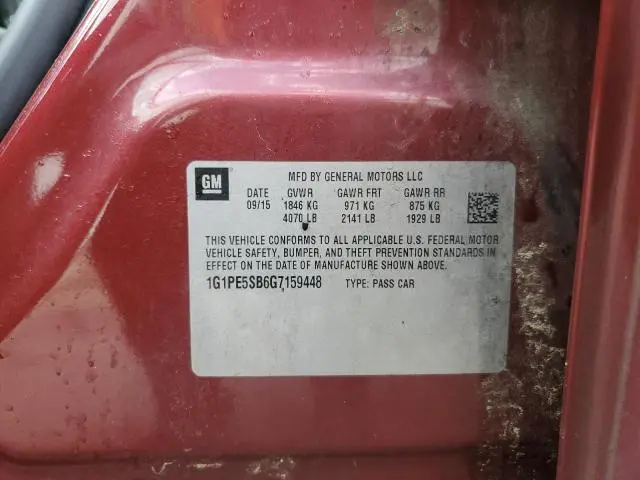 GM
MFD BY GENERAL MOTORS LLC
DATE GVWR GAWR FRT GAWR RR
09/15 1846 KG 971 KG 875 KG
4070 LB 2141 LB 1929 LB
THIS VEHICLE CONFORMS TO ALL APPLICABLE U.S. FEDERAL MOTOR
VEHICLE SAFETY, BUMPER, AND THEFT PREVENTION STANDARDS IN
EFFECT ON THE DATE OF MANUFACTURE SHOWN ABOVE.
1G1PE5SB6G7159448 TYPE: PASS CAR